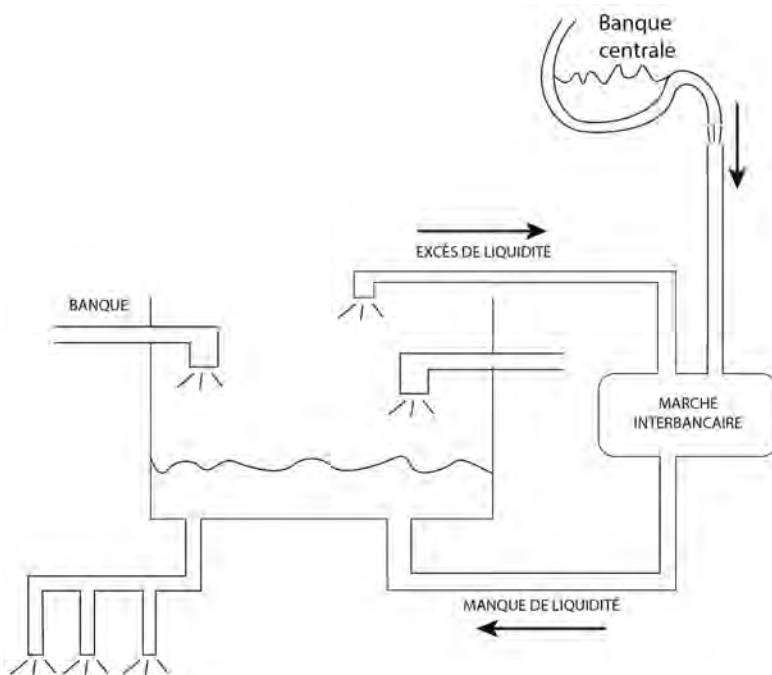 Banque
centrale
EXCÈS DE LIQUIDITÉ
BANQUE
MARCHÉ
INTERBANCAIRE
MANQUE DE LIQUIDITÉ